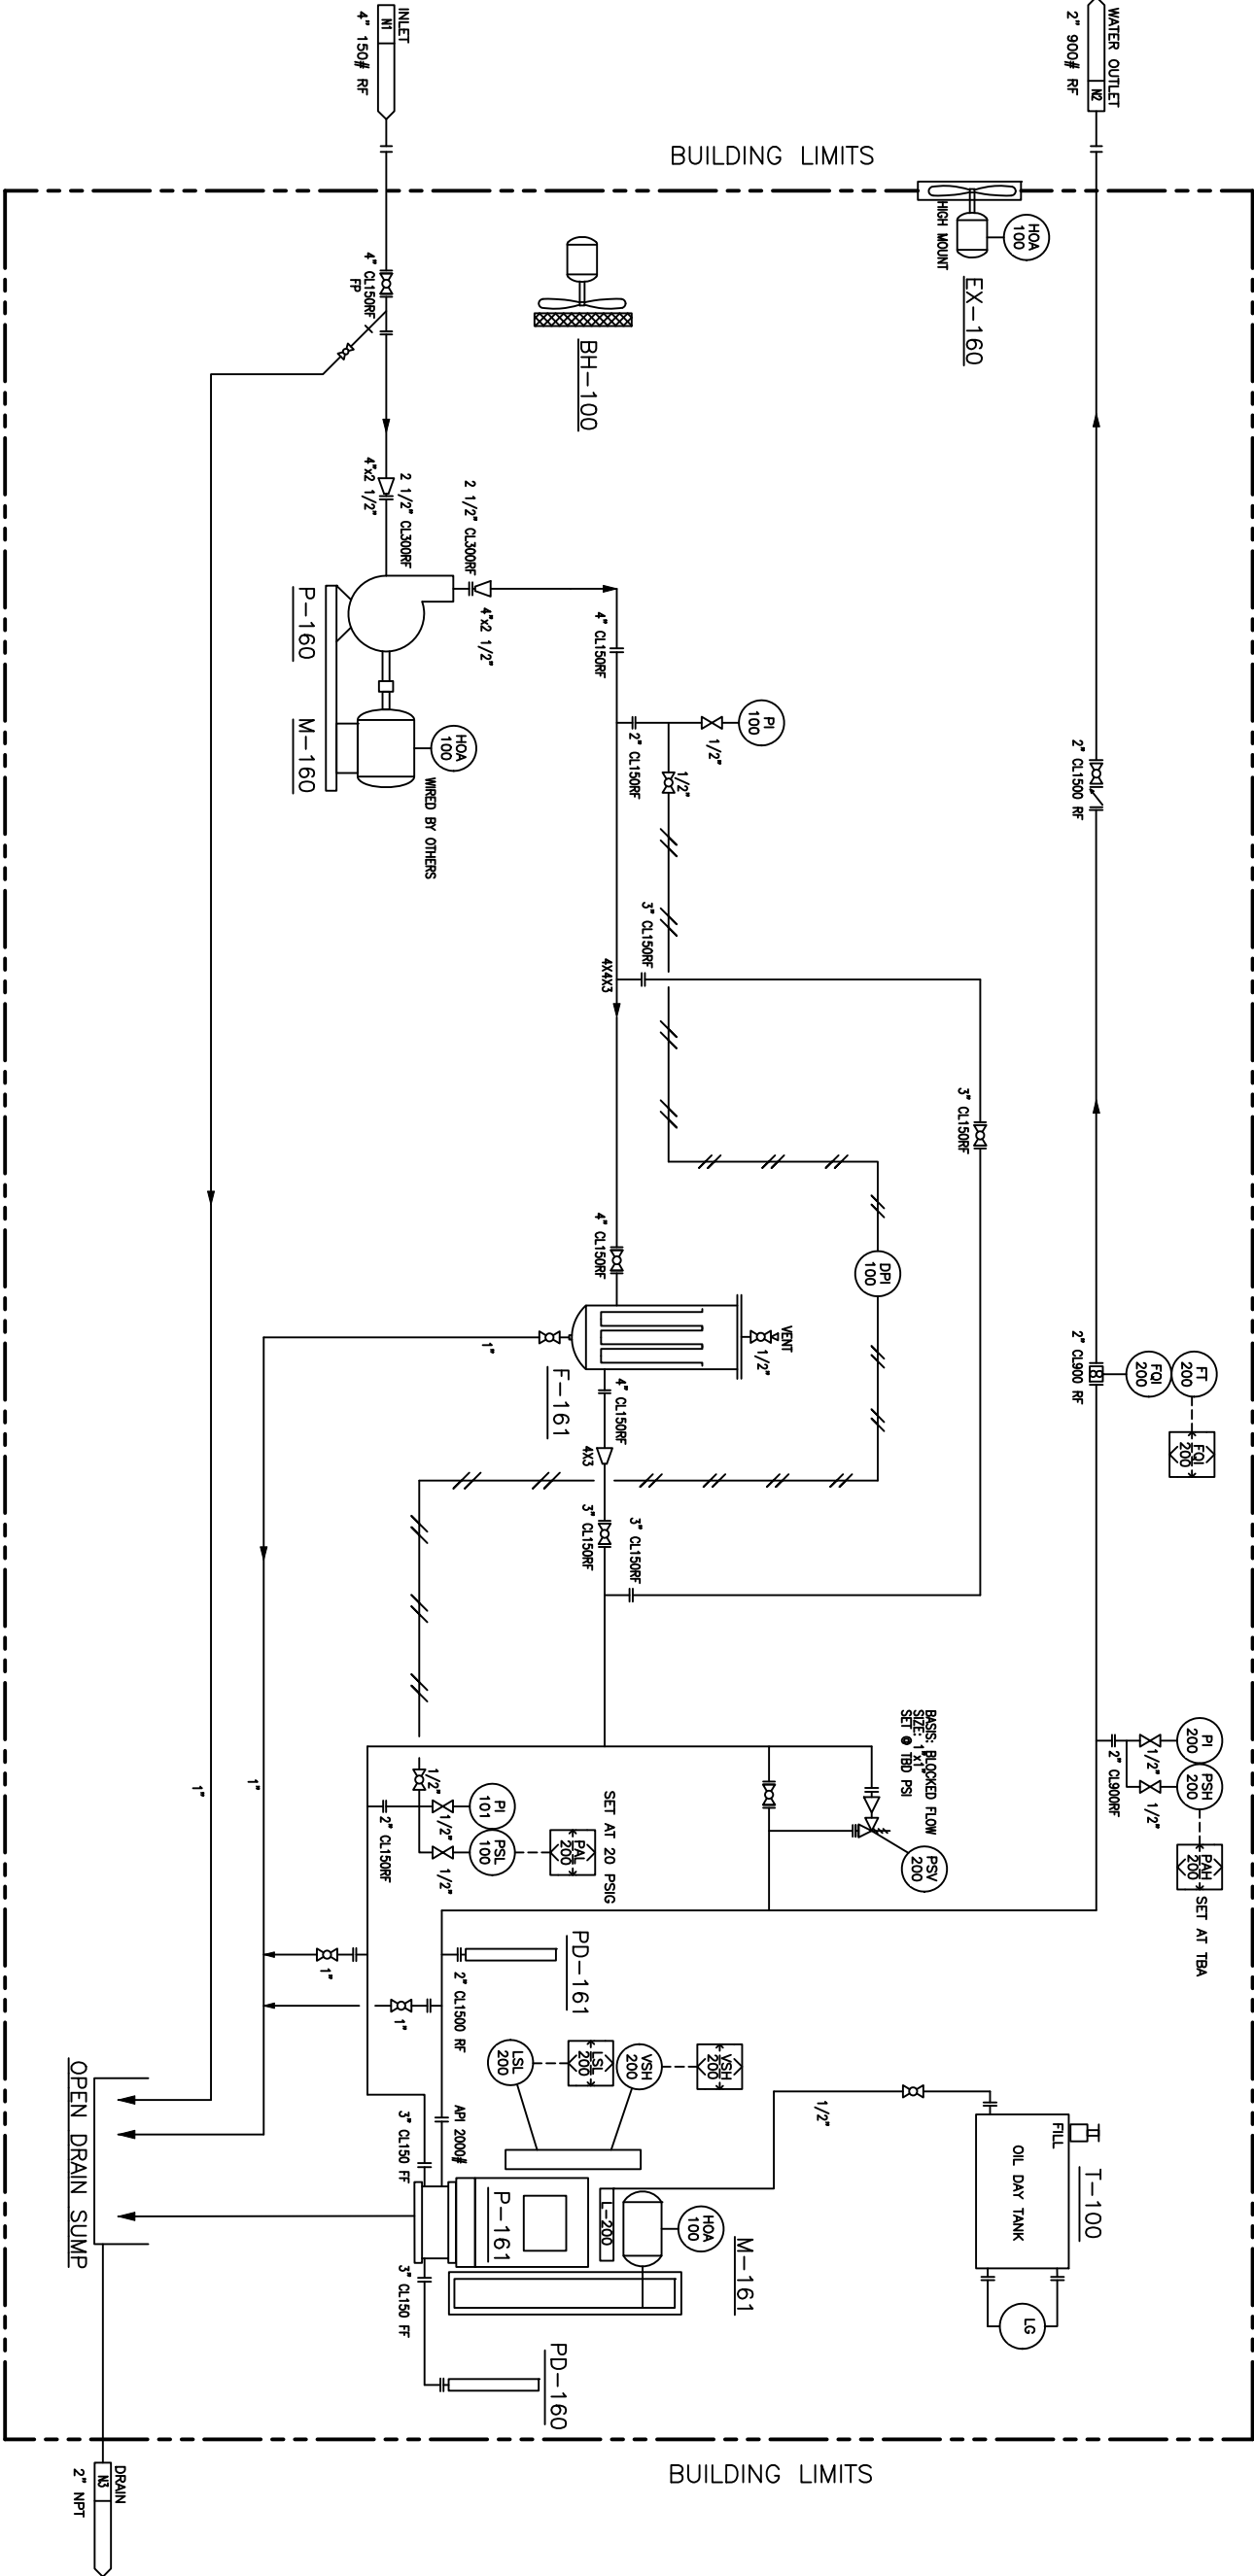 INLET
N1
4" 150# RF
WATER OUTLET
N2
2" 900# RF
BUILDING LIMITS
HOA
100
HIGH MOUNT
EX-160
BH-100
4" CL150RF
FP
4"x2 1/2"
2 1/2" CL300RF
2 1/2" CL300RF
4"x2 1/2"
P-160
M-160
HOA
100
WIRED BY OTHERS
4" CL150RF
2" CL150RF
1/2"
PI
100
1/2"
2" CL1500 RF
3" CL150RF
4X4X3
3" CL150RF
4" CL150RF
DPI
100
VENT
1/2"
1"
F-161
4" CL150RF
4X3
3" CL150RF
3" CL150RF
2" CL900 RF
FQI
200
FT
200
FQI
200
BASIS: BLOCKED FLOW
SIZE: 1"x1"
SET @ TBD PSI
PSV
200
PI
200
PSH
200
1/2"
1/2"
2" CL900RF
PAH
200
SET AT TBA
1/2"
PI
101
1/2"
PSL
100
1/2"
2" CL150RF
PAL
200
SET AT 20 PSIG
1"
1"
1"
1"
PD-161
2" CL1500 RF
LSL
200
LSL
200
VSH
200
VSH
200
1/2"
API 2000#
3" CL150 FF
P-161
L-200
HOA
100
M-161
3" CL150 FF
PD-160
FILL
OIL DAY TANK
T-100
LG
OPEN DRAIN SUMP
BUILDING LIMITS
DRAIN
N3
2" NPT